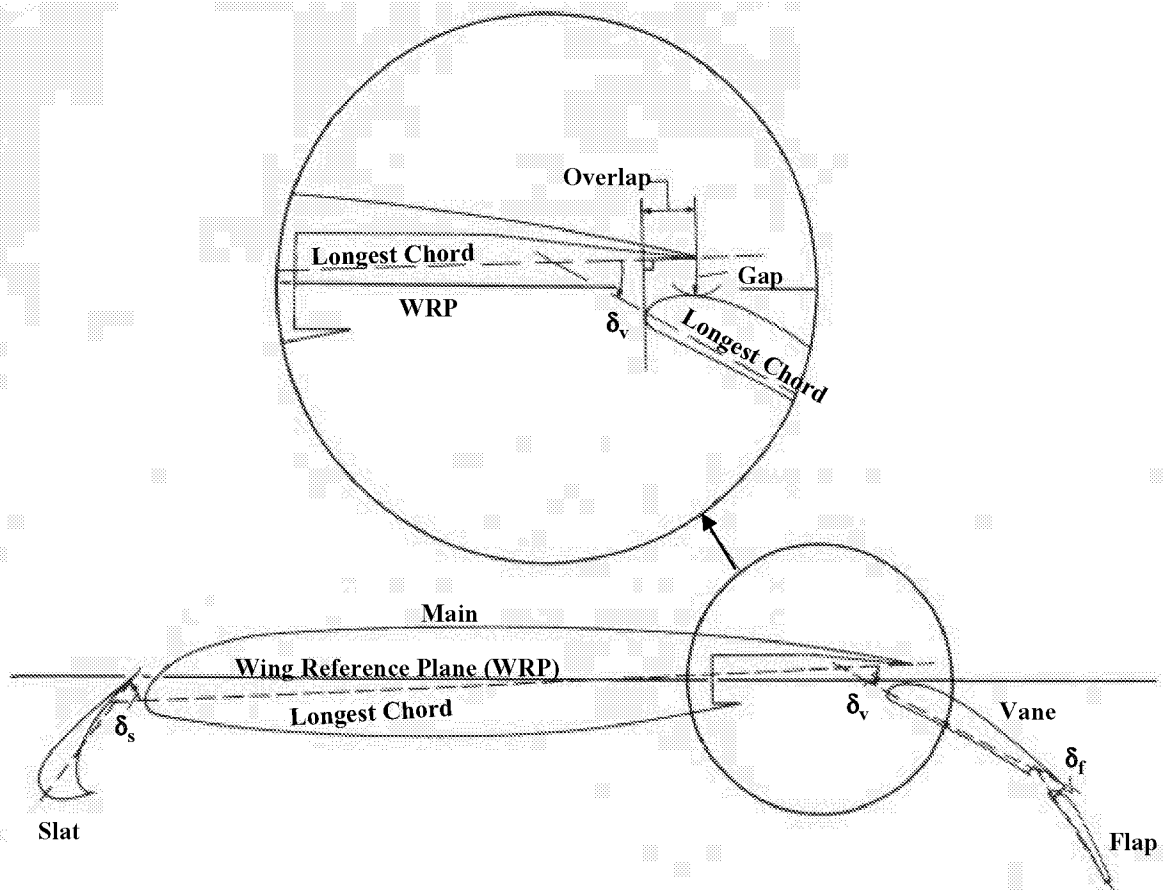 Overlap
Longest Chord
Gap
WRP
δv
Longest Chord
Main
Wing Reference Plane (WRP)
Longest Chord
δs
δv
Vane
δf
Slat
Flap